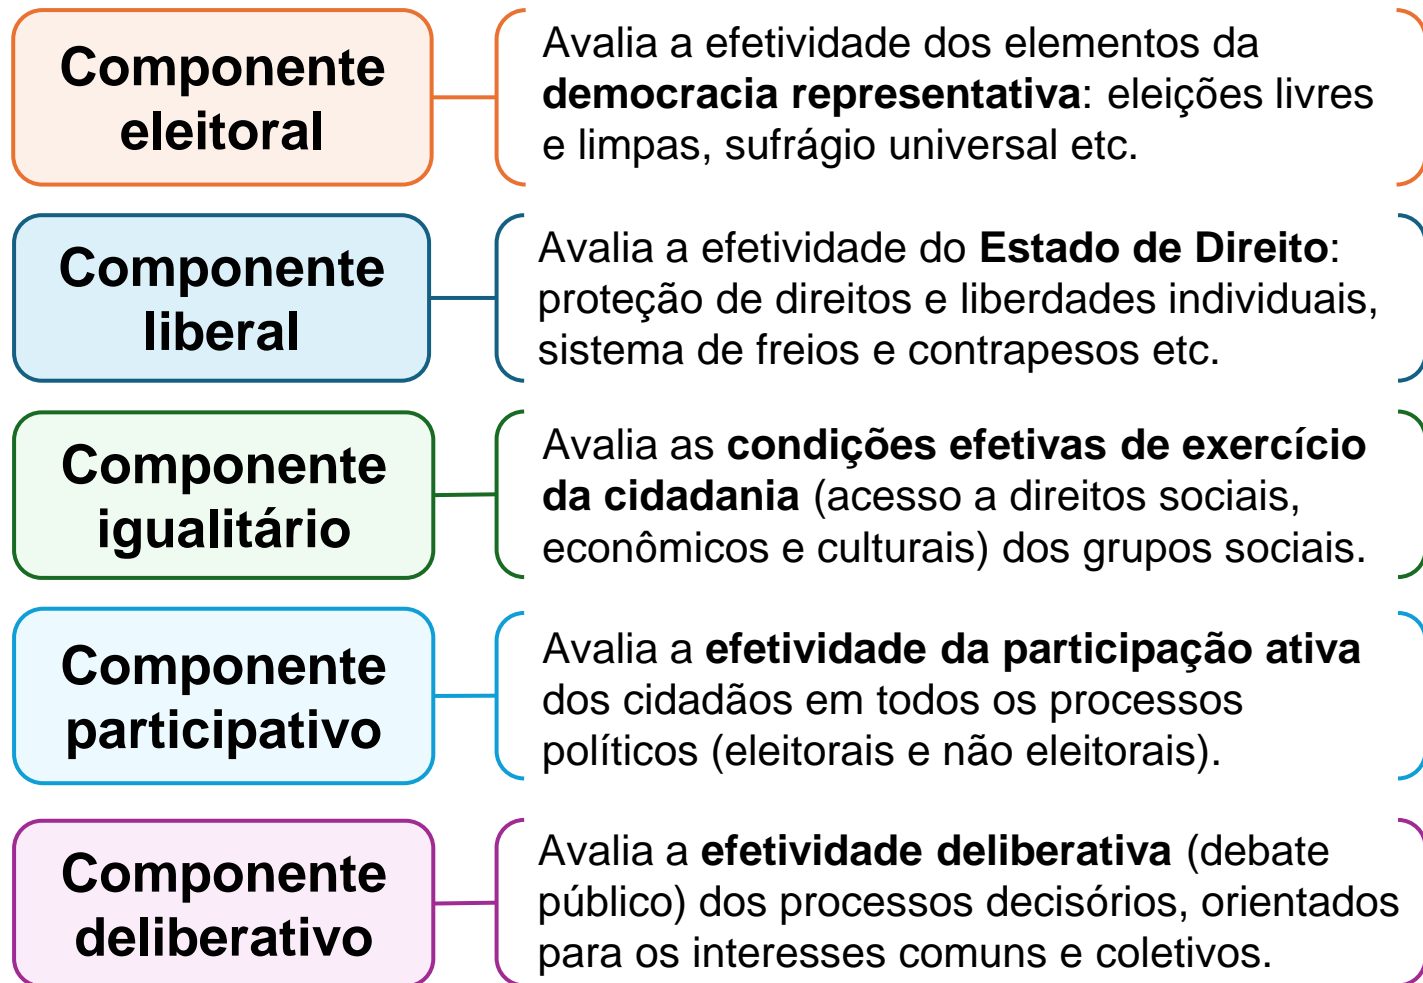 Componente
eleitoral
Avalia a efetividade dos elementos da
democracia representativa: eleições livres
e limpas, sufrágio universal etc.
Componente
liberal
Avalia a efetividade do Estado de Direito:
proteção de direitos e liberdades individuais,
sistema de freios e contrapesos etc.
Componente
igualitário
Avalia as condições efetivas de exercício
da cidadania (acesso a direitos sociais,
econômicos e culturais) dos grupos sociais.
Componente
participativo
Avalia a efetividade da participação ativa
dos cidadãos em todos os processos
políticos (eleitorais e não eleitorais).
Componente
deliberativo
Avalia a efetividade deliberativa (debate
público) dos processos decisórios, orientados
para os interesses comuns e coletivos.